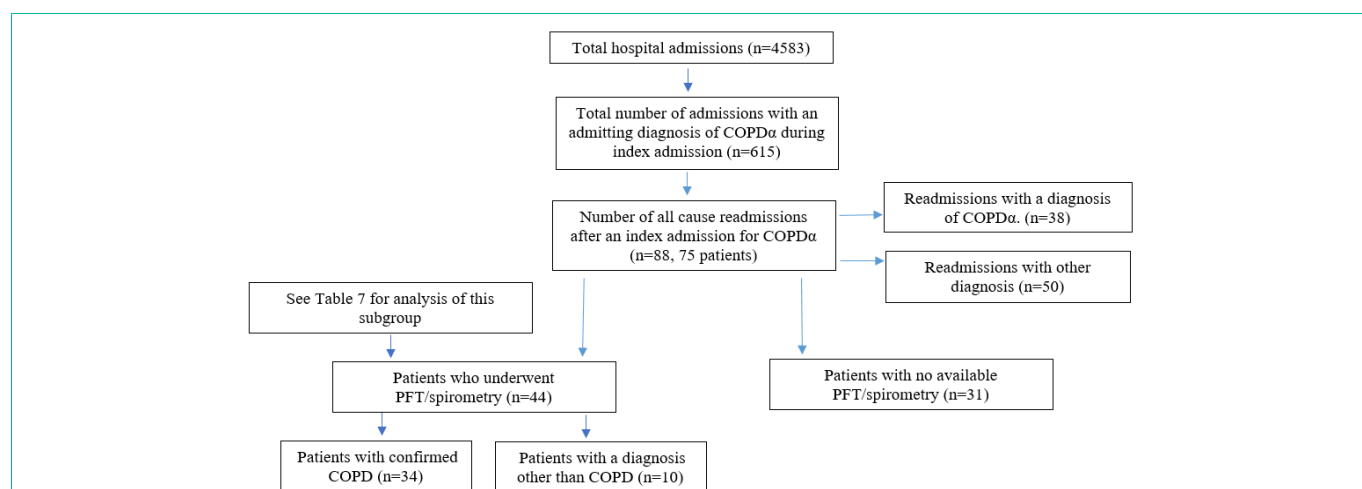 Total hospital admissions (n=4583)
Total number of admissions with an
admitting diagnosis of COPDα during
index admission (n=615)
Number of all cause readmissions
after an index admission for COPDα
(n=88, 75 patients)
Readmissions with a diagnosis
of COPDα. (n=38)
Readmissions with other
diagnosis (n=50)
See Table 7 for analysis of this
subgroup
Patients who underwent
PFT/spirometry (n=44)
Patients with no available
PFT/spirometry (n=31)
Patients with confirmed
COPD (n=34)
Patients with a diagnosis
other than COPD (n=10)